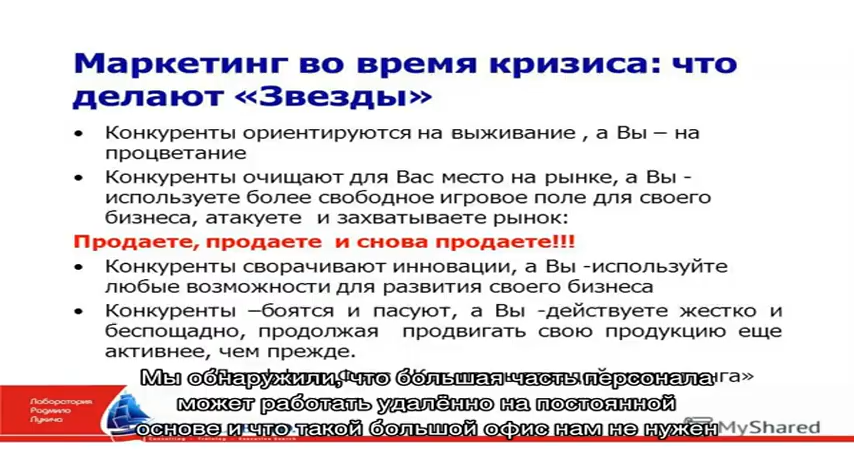 Маркетинг во время кризиса: что
делают «Звезды»
• Конкуренты ориентируются на выживание , а Вы – на
процветание
• Конкуренты очищают для Вас место на рынке, а Вы -
используете более свободное игровое поле для своего
бизнеса, атакуете и захватываете рынок:
Продаете, продаете и снова продаете!!!
• Конкуренты сворачивают инновации, а Вы -используйте
любые возможности для развития своего бизнеса
• Конкуренты –боятся и пасуют, а Вы -действуете жестко и
беспощадно, продолжая продвигать свою продукцию еще
активнее, чем прежде.
Мы обнаружили, что большая часть персонала
может работать удалённо на постоянной
основе и что такой большой офис нам не нужен
Лаборатория
Радмило
Лукича
MyShared